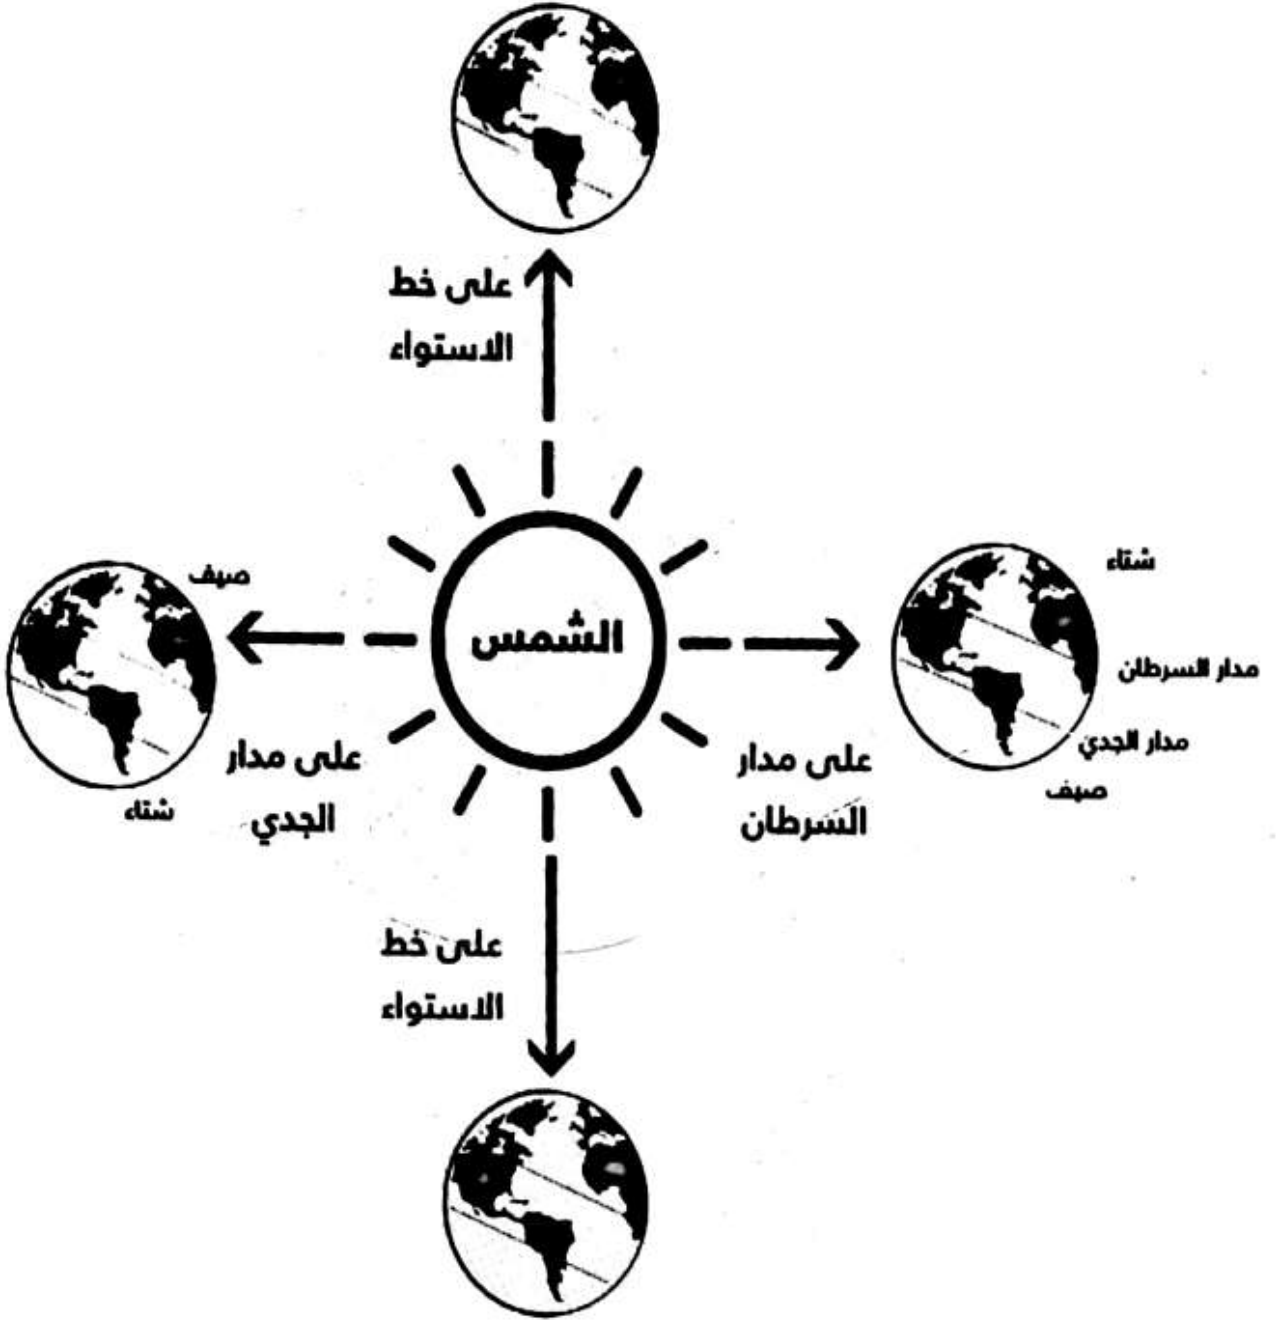 على خط
الاستواء
شتاء
صيف
الشمس
مدار السرطان
مدار الجدي
على مدار
السرطان
صيف
على مدار
الجدي
شتاء
على خط
الاستواء